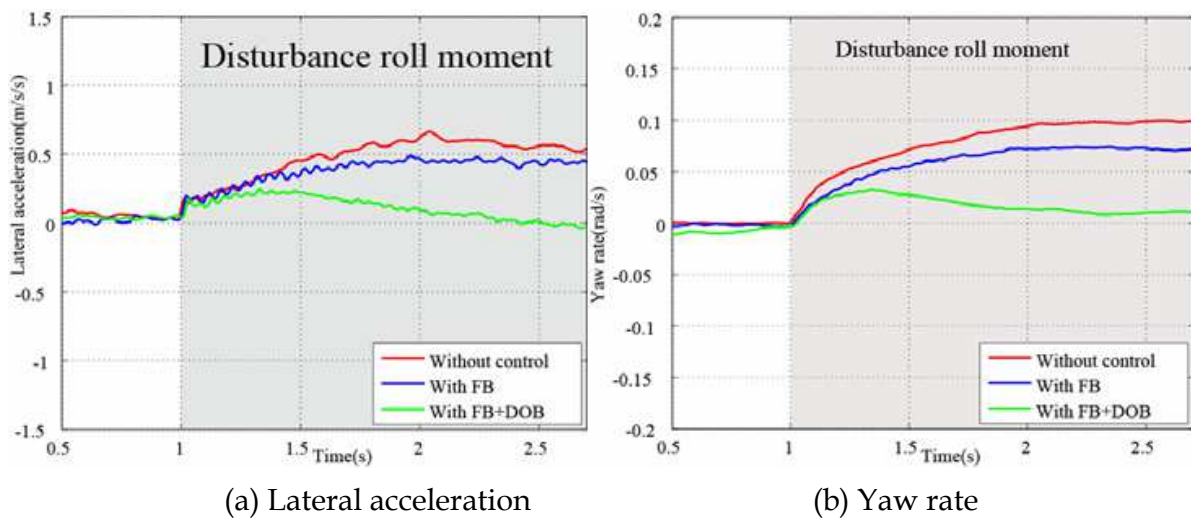 1.5
1
0.5
0
-0.5
-1
-1.5
Lateral acceleration(m/s/s)
Disturbance roll moment
Without control
With FB
With FB+DOB
0.5
1
1.5
2
2.5
Time(s)
(a) Lateral acceleration
0.2
0.15
0.1
0.05
0
-0.05
-0.1
-0.15
-0.2
Yaw rate(rad/s)
Disturbance roll moment
Without control
With FB
With FB+DOB
0.5
1
1.5
2
2.5
Time(s)
(b) Yaw rate